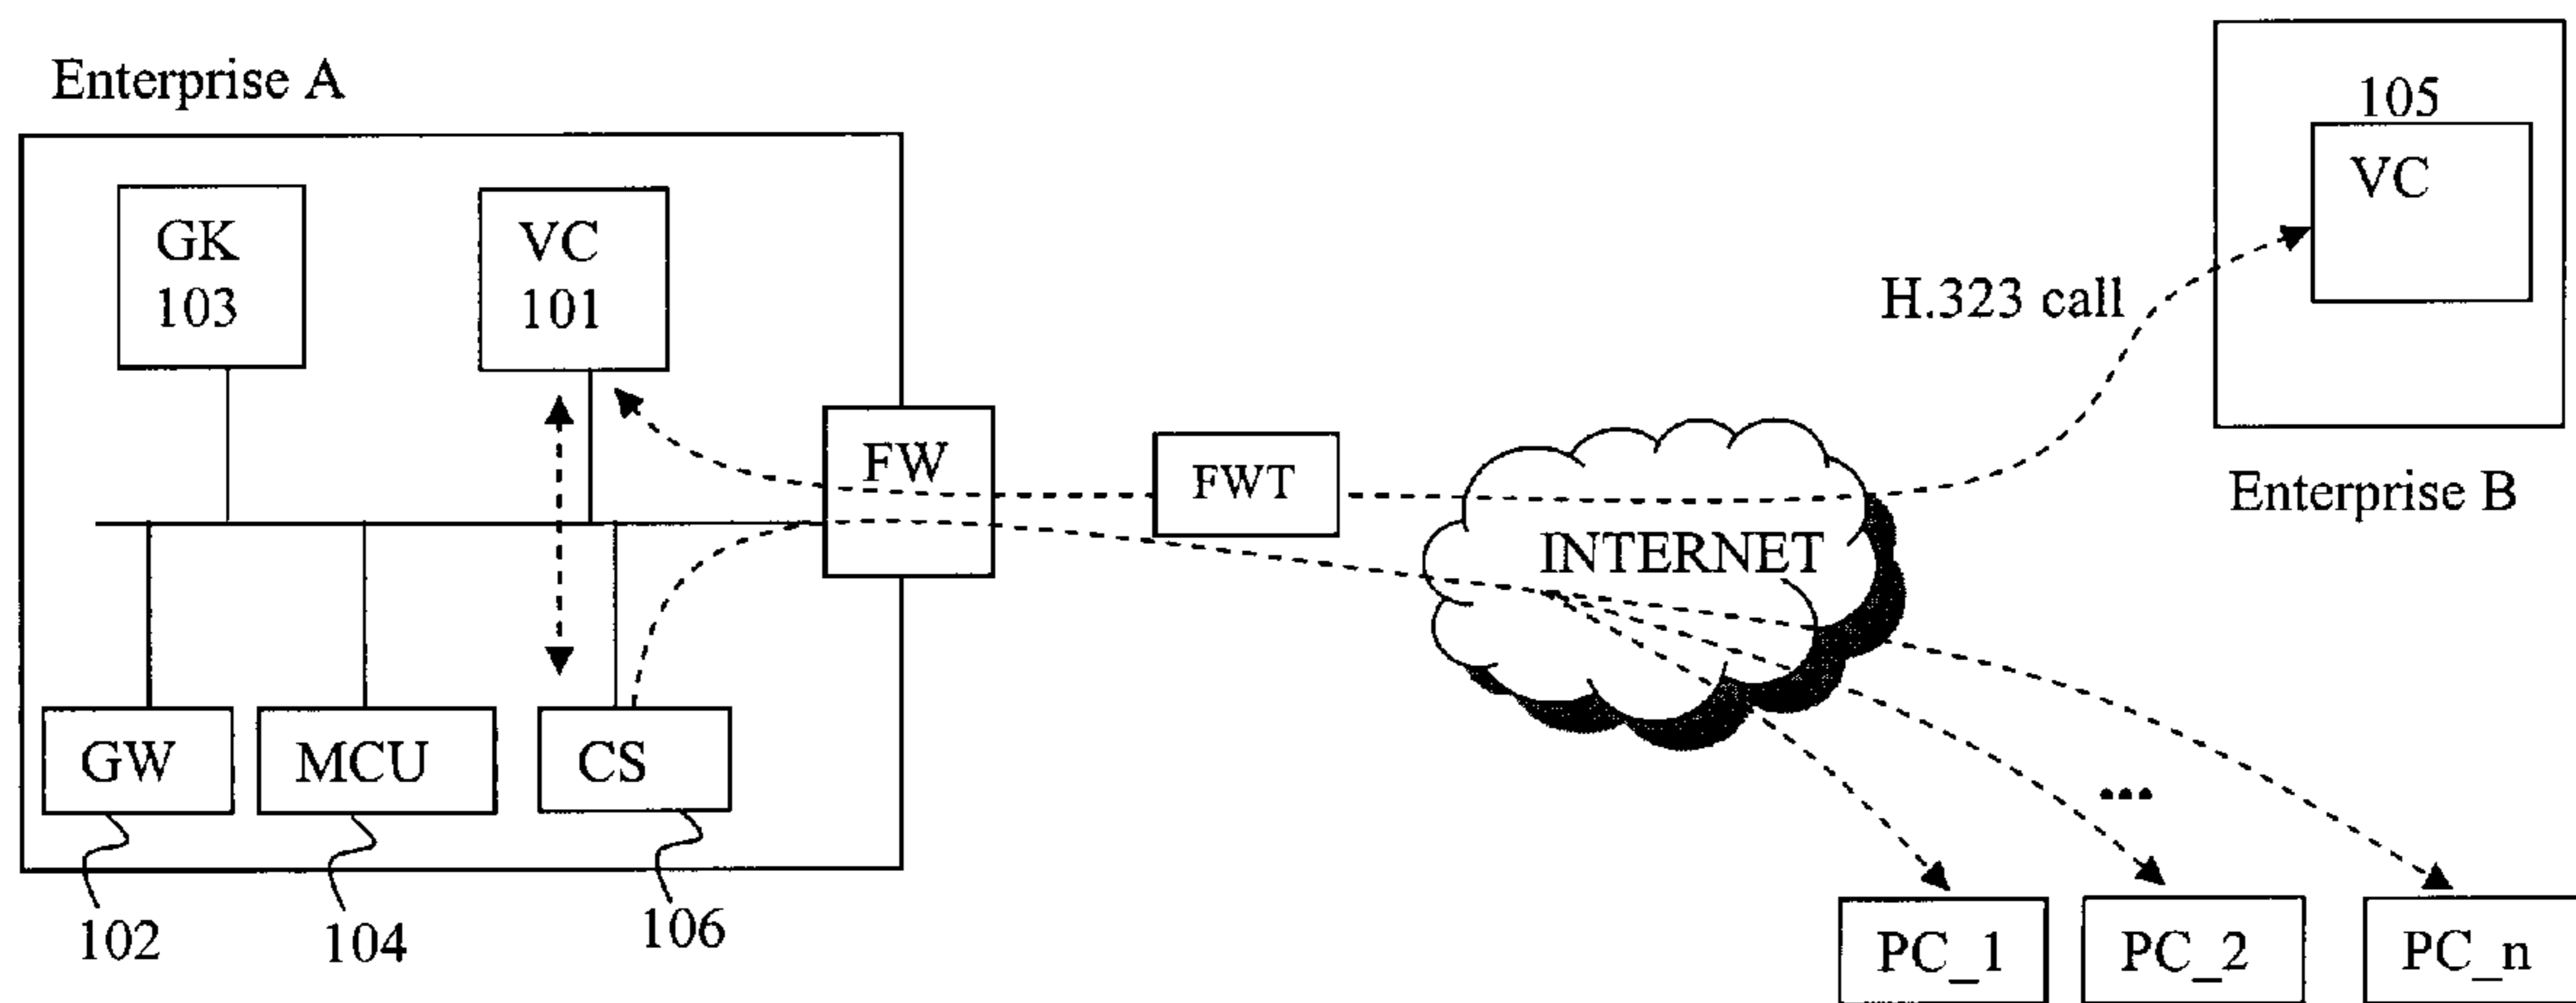 Enterprise A
105
VC
GK
103
VC
101
H.323 call
FW
FWT
Enterprise B
INTERNET
GW
MCU
CS
...
102
104
106
PC_1
PC_2
PC_n